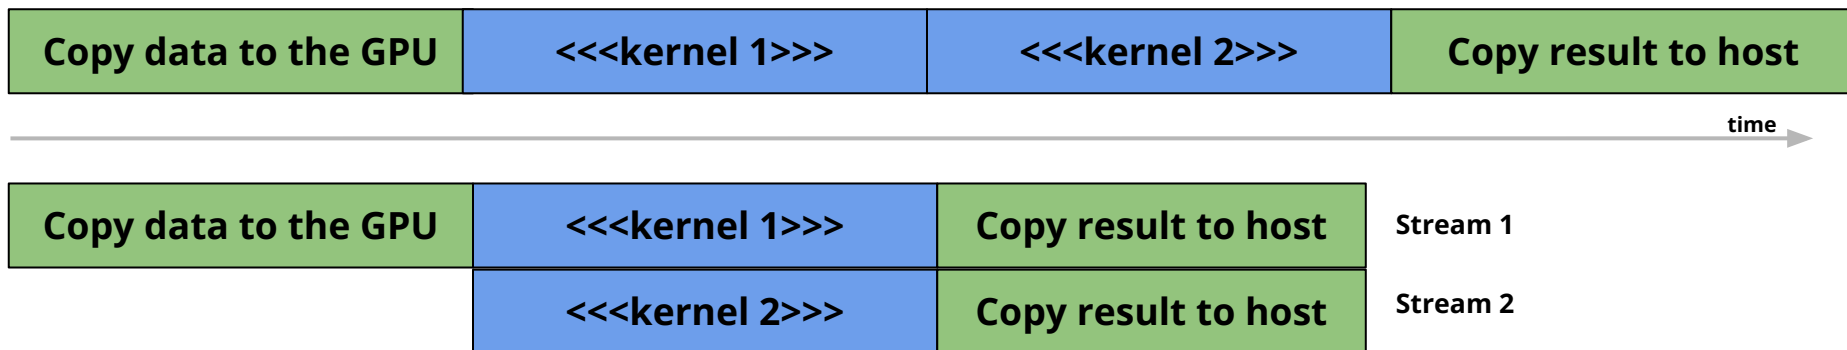 Copy data to the GPU <<<kernel 1>>> <<<kernel 2>>> Copy result to host
time
Copy data to the GPU <<<kernel 1>>> Copy result to host Stream 1
<<<kernel 2>>> Copy result to host Stream 2